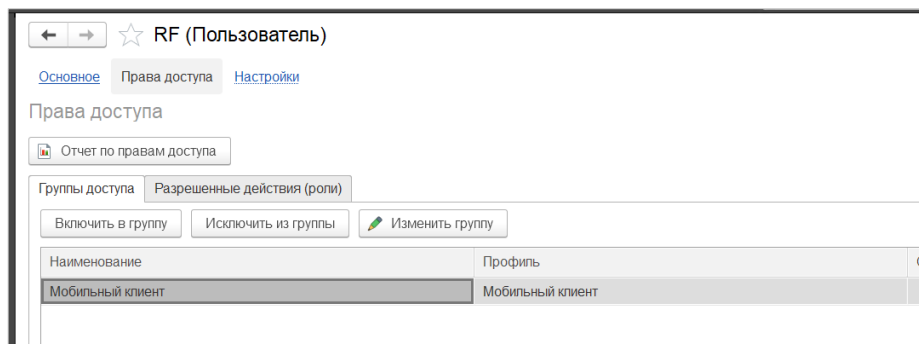 RF (Пользователь)
Основное Права доступа Настройки
Права доступа
Отчет по правам доступа
Группы доступа Разрешенные действия (роли)
Включить в группу Исключить из группы Изменить группу
Наименование Профиль
Мобильный клиент Мобильный клиент